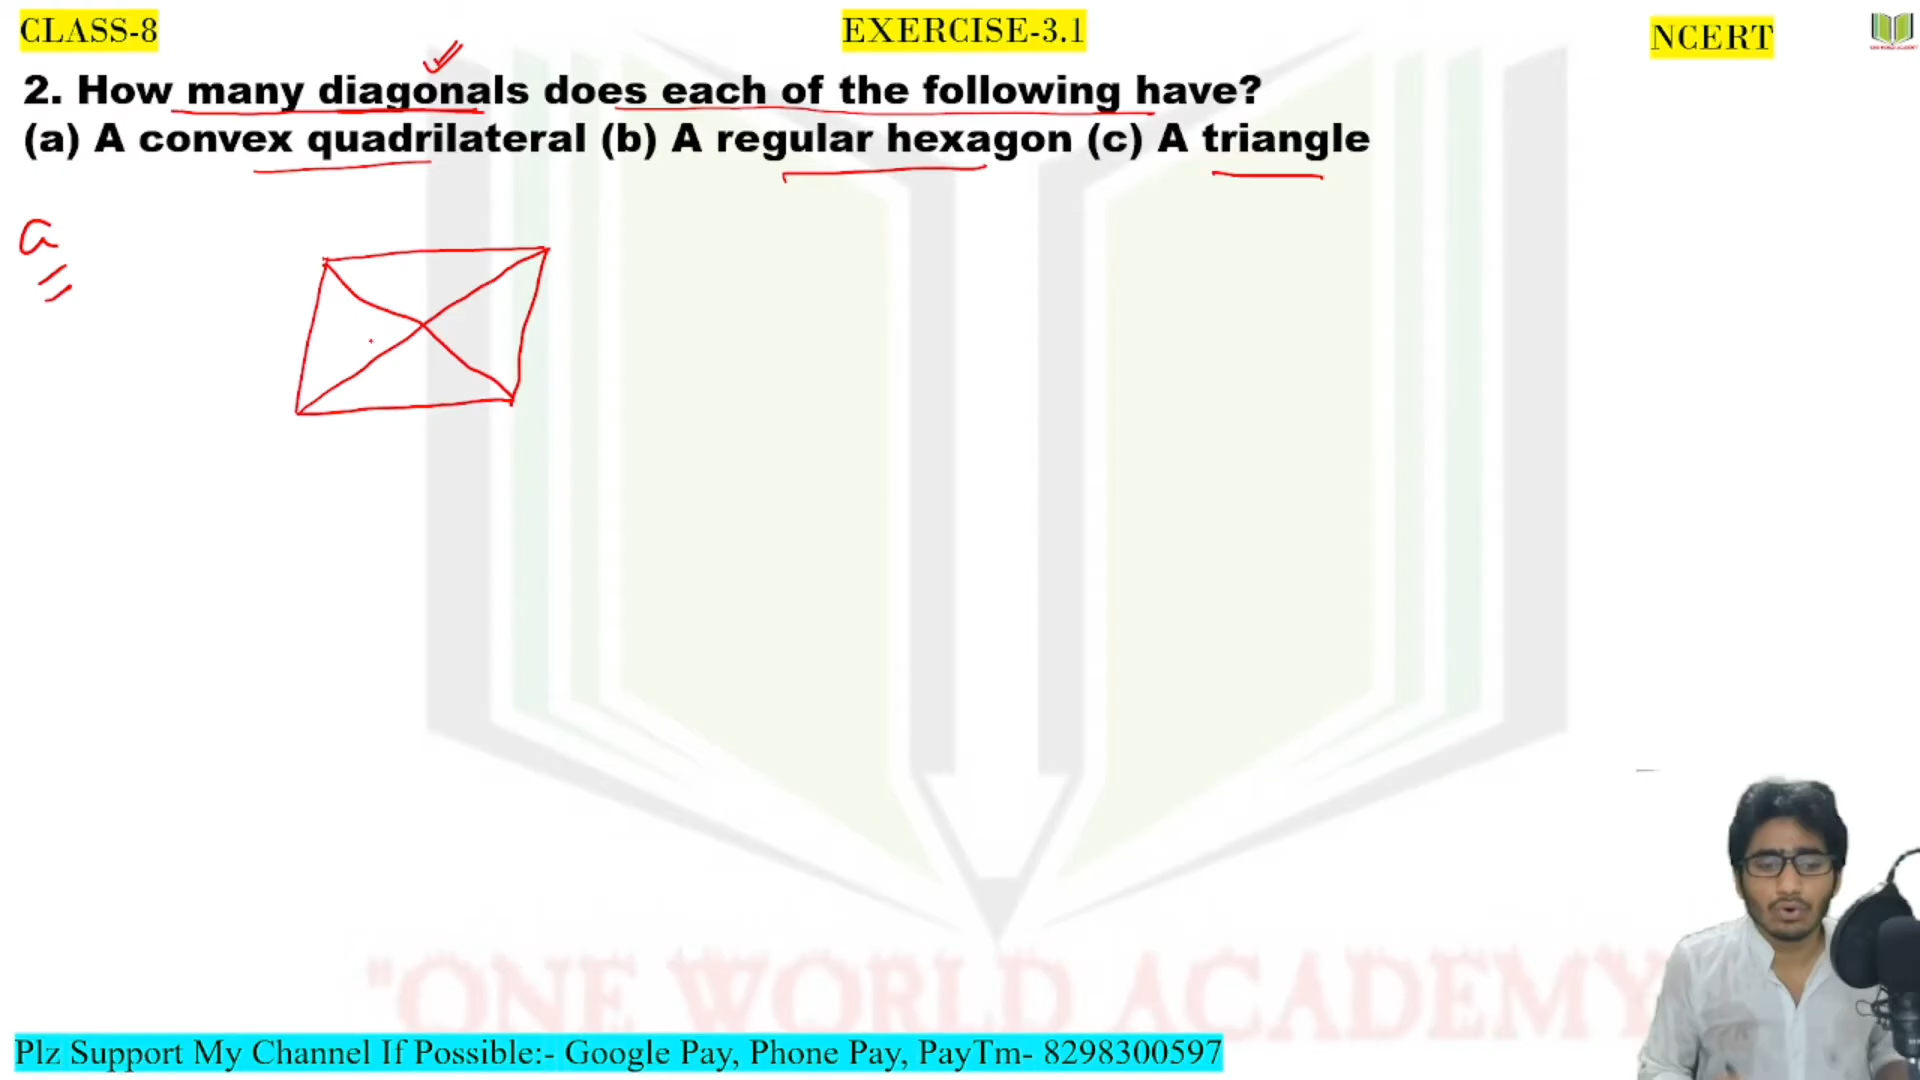 CLASS-8
EXERCISE-3.1
NCERT
2. How many diagonals does each of the following have?
(a) A convex quadrilateral (b) A regular hexagon (c) A triangle
a
"ONE WORLD ACADEMY
Plz Support My Channel If Possible:- Google Pay, Phone Pay, PayTm- 8298300597